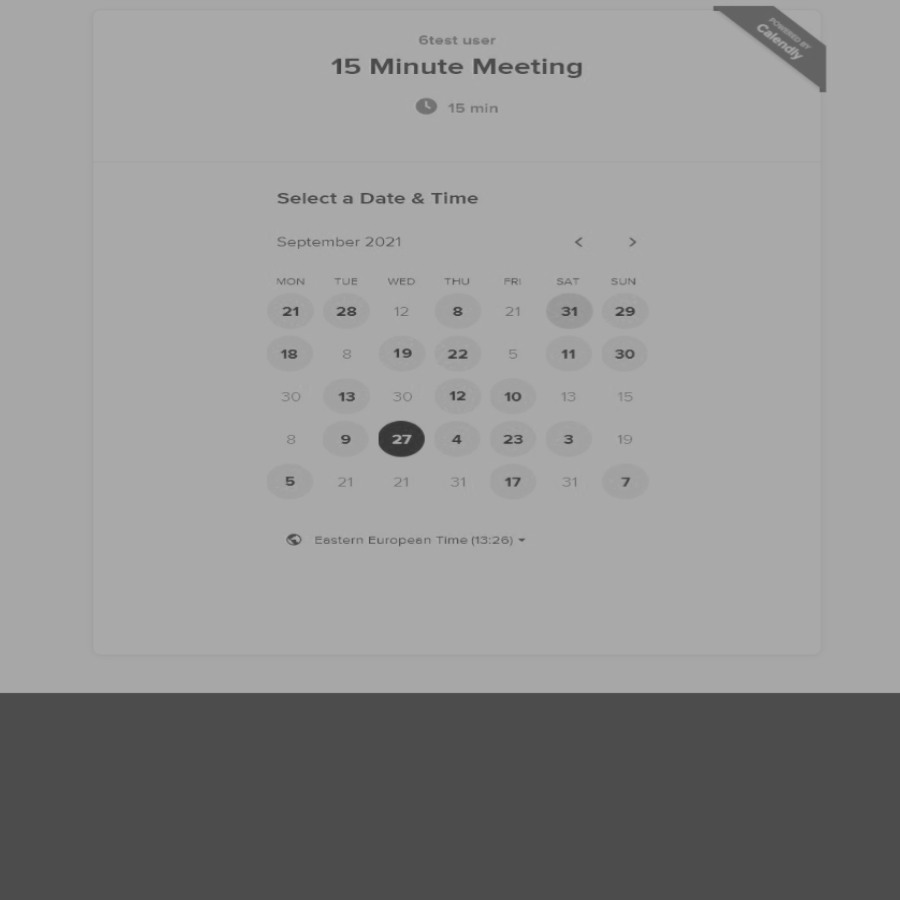 6test user
POWERED BY
Calendly
15 Minute Meeting
15 min
Select a Date & Time
September 2021
MON TUE WED THU FRI SAT SUN
21 28 12 8 21 31 29
18 8 19 22 5 11 30
30 13 30 12 10 13 15
8 9 27 4 23 3 19
5 21 21 31 17 31 7
Eastern European Time (13:26)